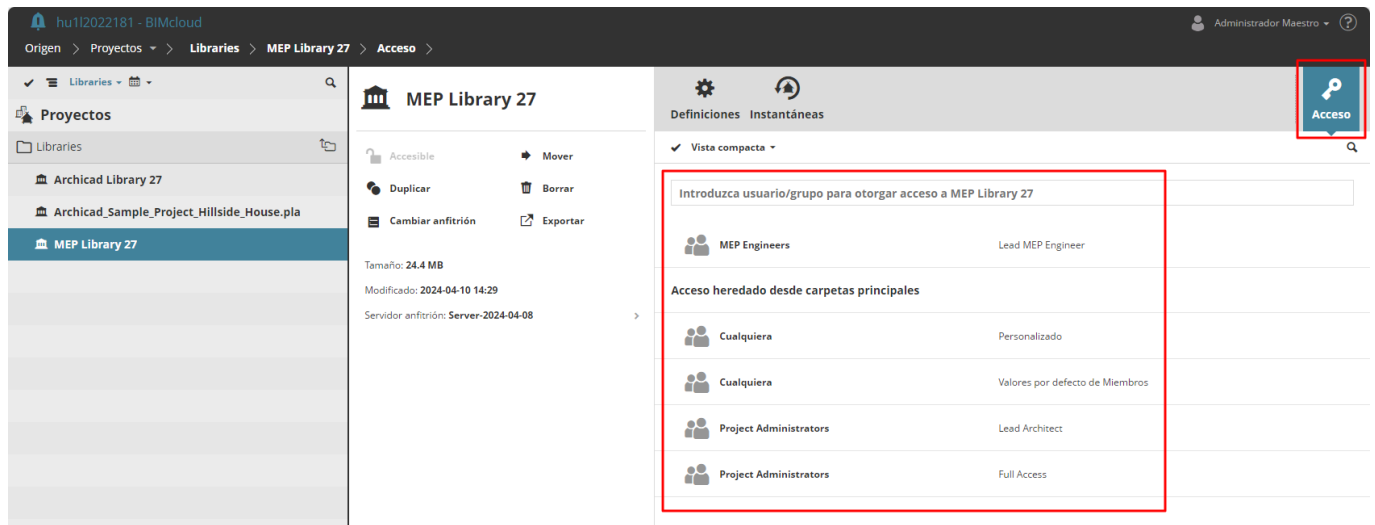 hu1l2022181 - BIMcloud
Administrador Maestro
?
Origen > Proyectos > Libraries > MEP Library 27 > Acceso >
Libraries
Proyectos
Libraries
Archicad Library 27
Archicad_Sample_Project_Hillside_House.pla
MEP Library 27
MEP Library 27
Accesible
Mover
Duplicar
Borrar
Cambiar anfitrión
Exportar
Tamaño: 24.4 MB
Modificado: 2024-04-10 14:29
Servidor anfitrión: Server-2024-04-08 >
Definiciones Instantáneas
Acceso
Vista compacta
Introduzca usuario/grupo para otorgar acceso a MEP Library 27
MEP Engineers Lead MEP Engineer
Acceso heredado desde carpetas principales
Cualquiera Personalizado
Cualquiera Valores por defecto de Miembros
Project Administrators Lead Architect
Project Administrators Full Access